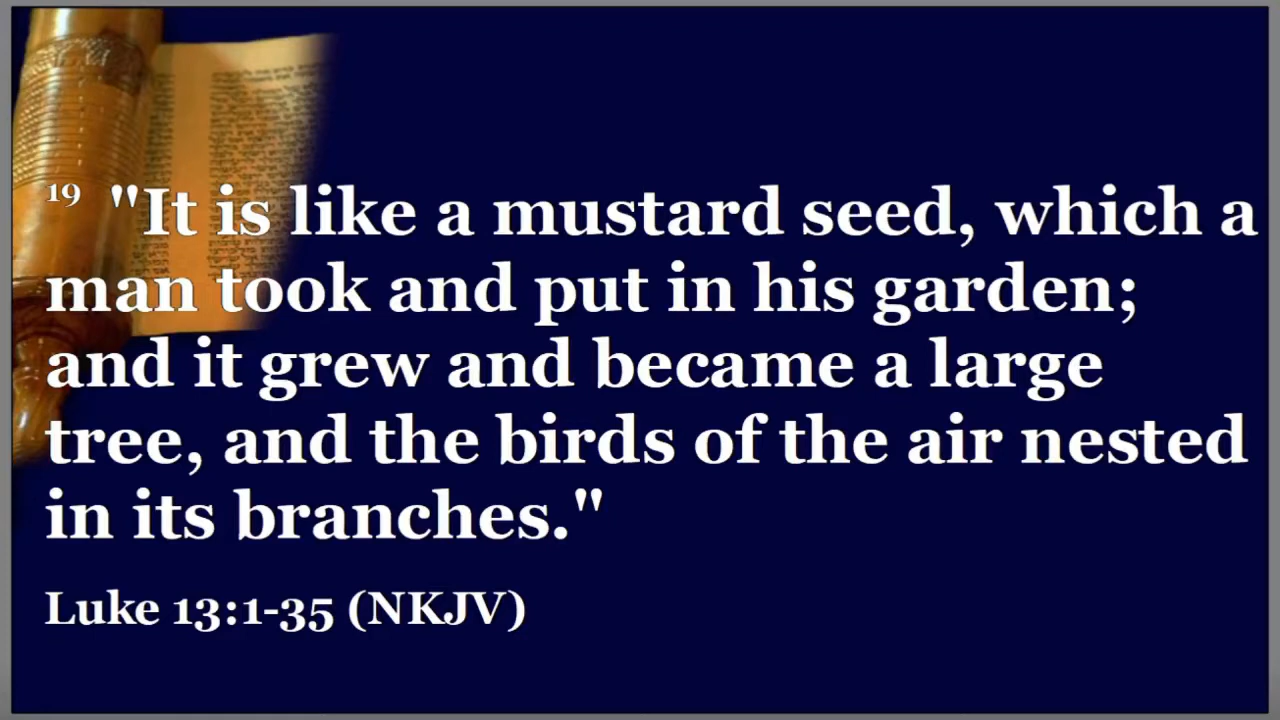 19 "It is like a mustard seed, which a
man took and put in his garden;
and it grew and became a large
tree, and the birds of the air nested
in its branches."
Luke 13:1-35 (NKJV)